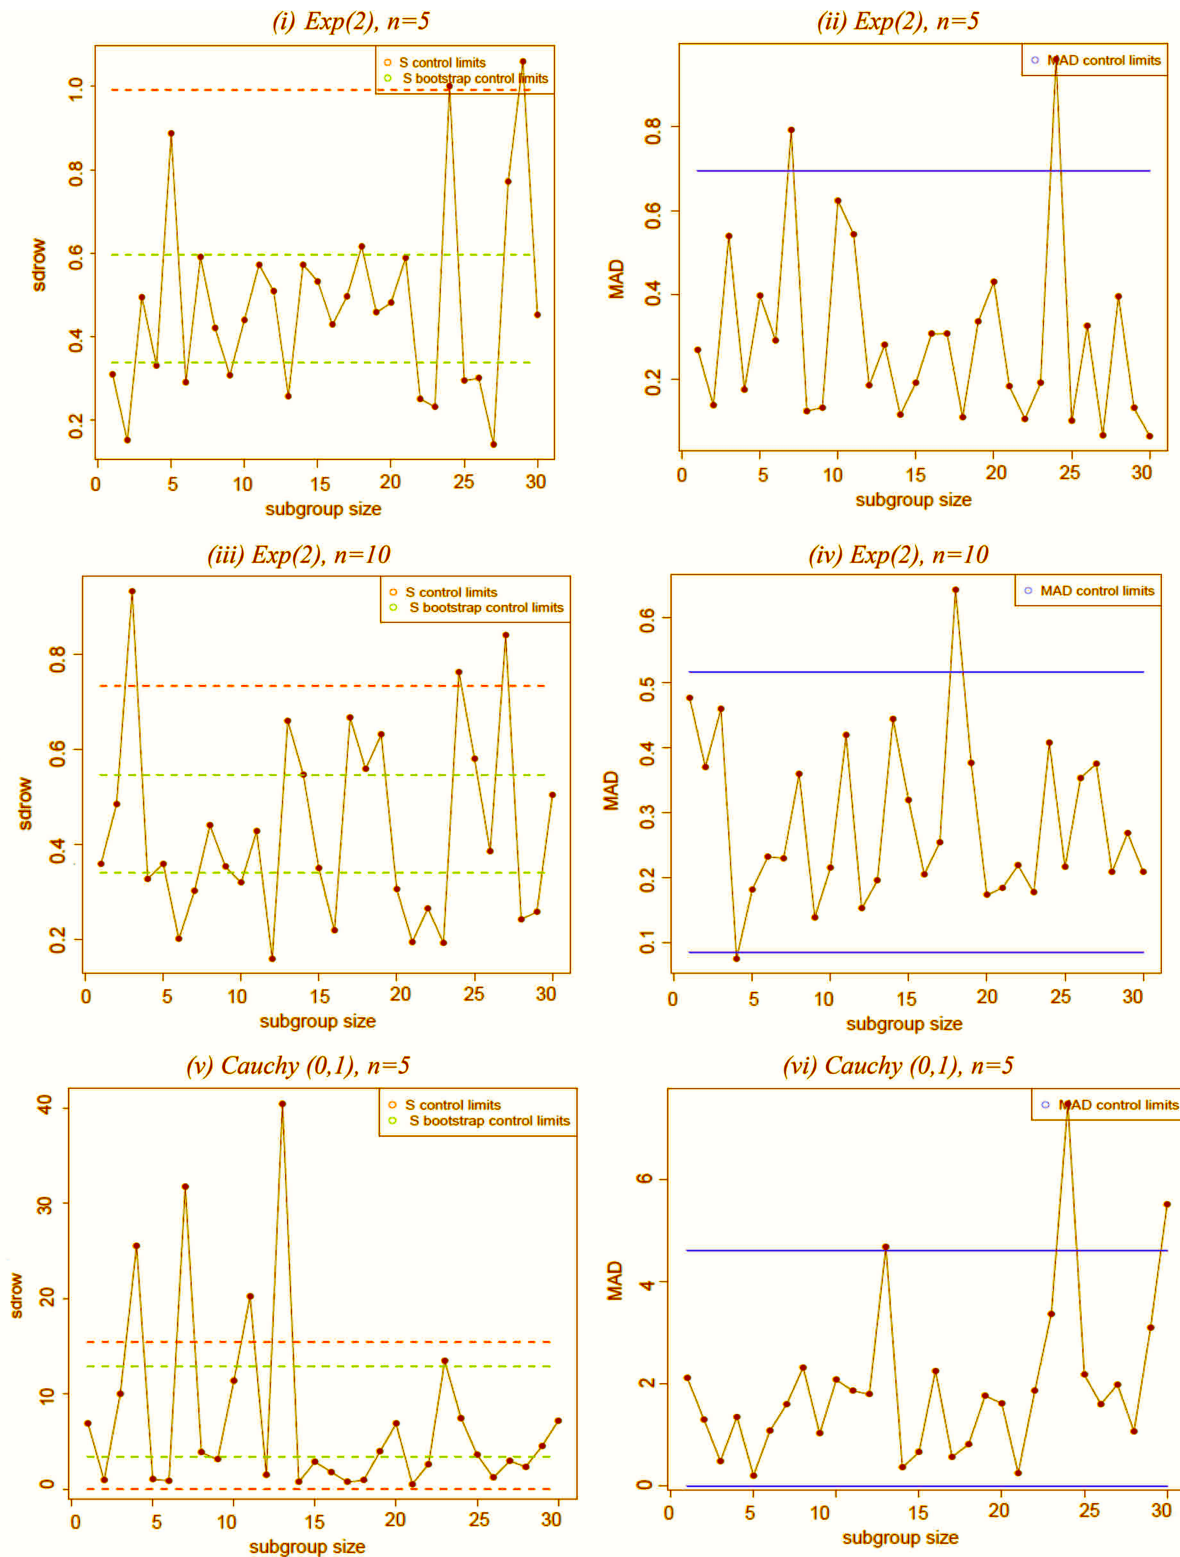 (i) Exp(2), n=5
S control limits
S bootstrap control limits
sdrow
0.2 0.4 0.6 0.8 1.0
0 5 10 15 20 25 30
subgroup size
(ii) Exp(2), n=5
MAD control limits
MAD
0.2 0.4 0.6 0.8
0 5 10 15 20 25 30
subgroup size
(iii) Exp(2), n=10
S control limits
S bootstrap control limits
sdrow
0.2 0.4 0.6 0.8
0 5 10 15 20 25 30
subgroup size
(iv) Exp(2), n=10
MAD control limits
MAD
0.1 0.2 0.3 0.4 0.5 0.6
0 5 10 15 20 25 30
subgroup size
(v) Cauchy (0,1), n=5
S control limits
S bootstrap control limits
sdrow
0 10 20 30 40
0 5 10 15 20 25 30
subgroup size
(vi) Cauchy (0,1), n=5
MAD control limits
MAD
0 2 4 6
0 5 10 15 20 25 30
subgroup size